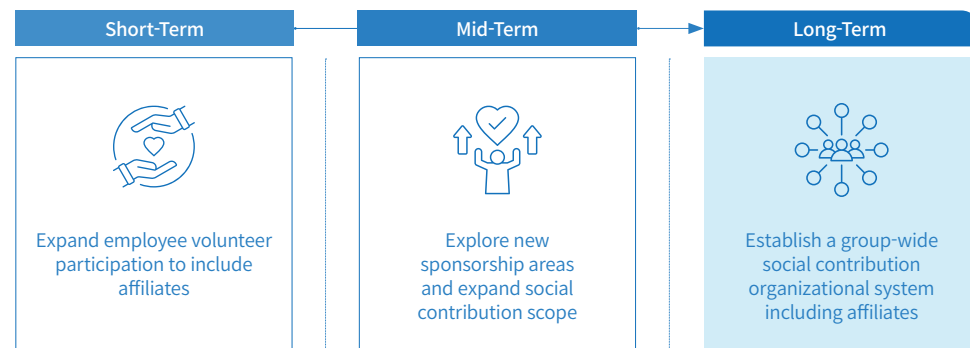 Short-Term
Mid-Term
Long-Term
Expand employee volunteer
participation to include
affiliates
Explore new
sponsorship areas
and expand social
contribution scope
Establish a group-wide
social contribution
organizational system
including affiliates